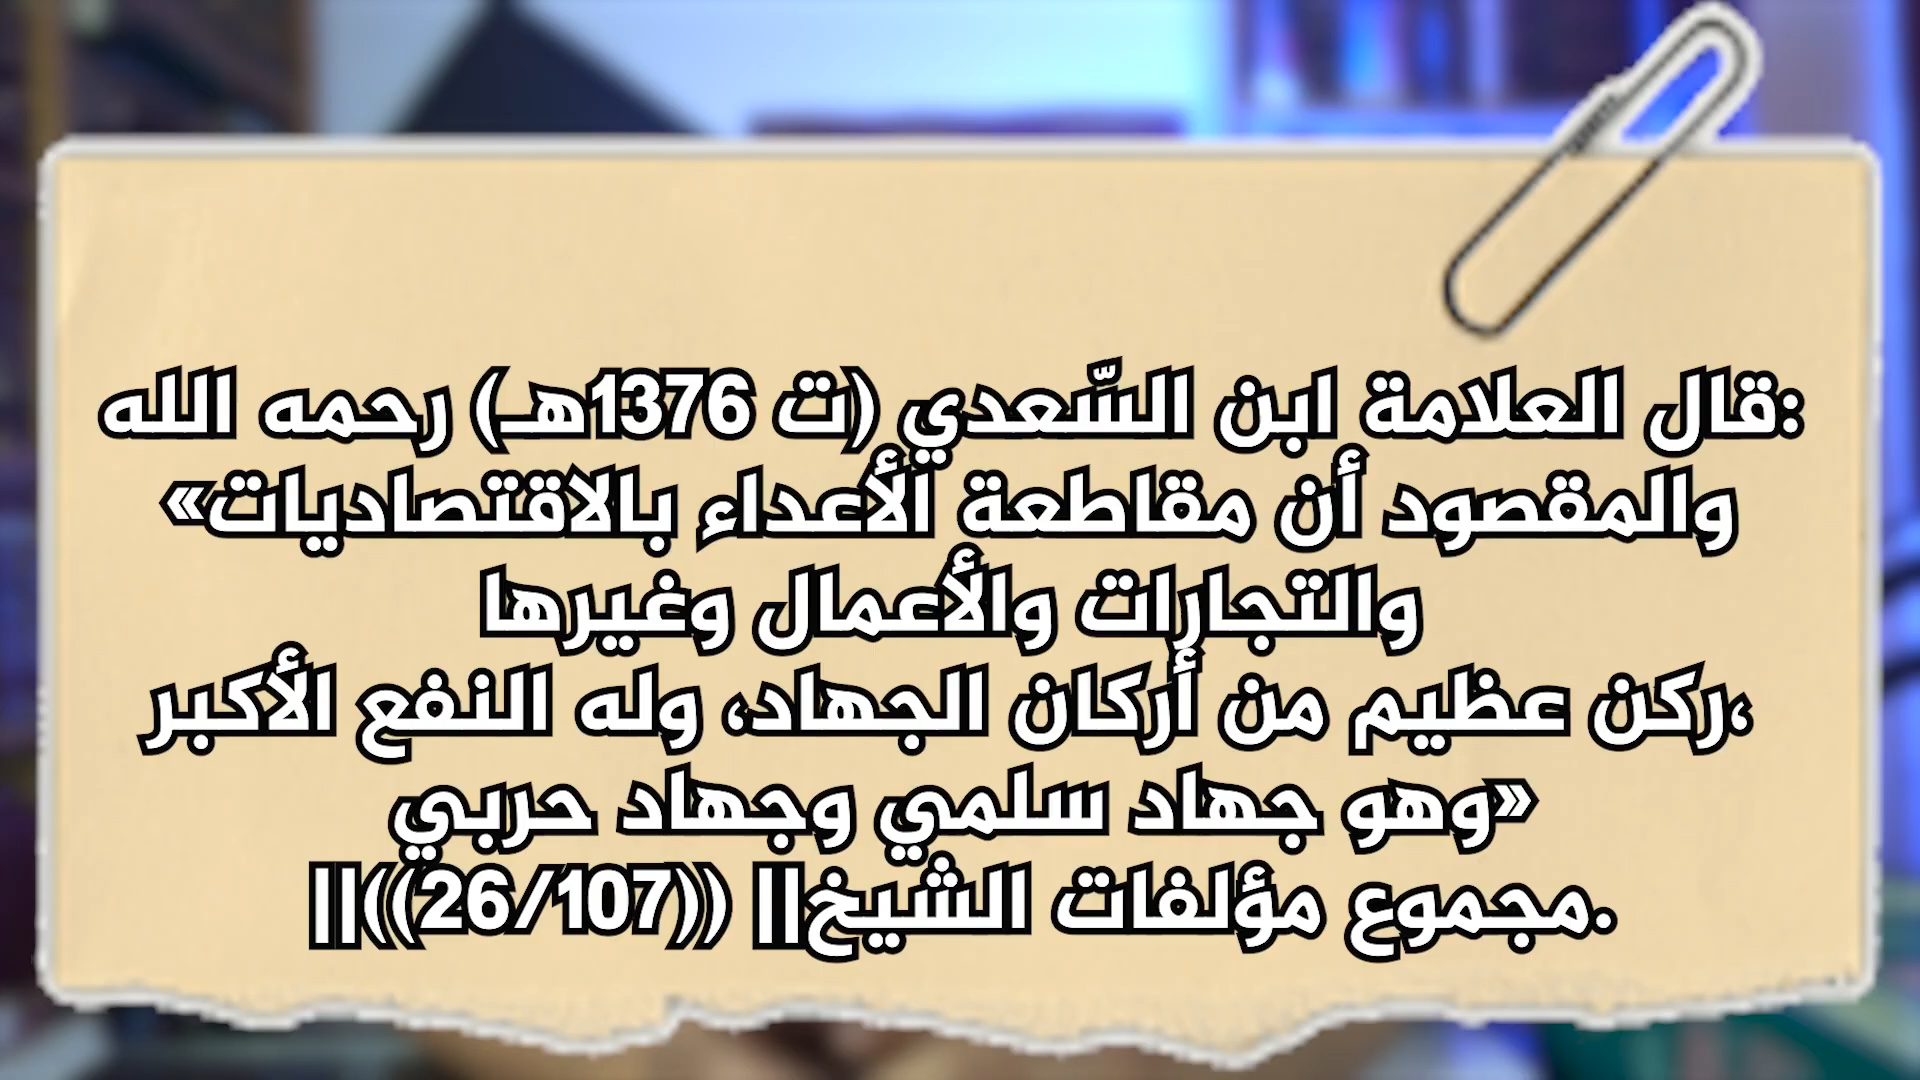 قال العلامة ابن السَّعدي (ت 1376هـ) رحمه الله:
«والمقصود أن مقاطعة الأعداء بالاقتصاديات
والتجارات والأعمال وغيرها
ركن عظيم من أركان الجهاد، وله النفع الأكبر،
وهو جهاد سلمي وجهاد حربي»
مجموع مؤلفات الشيخ|| ((26/107))||.